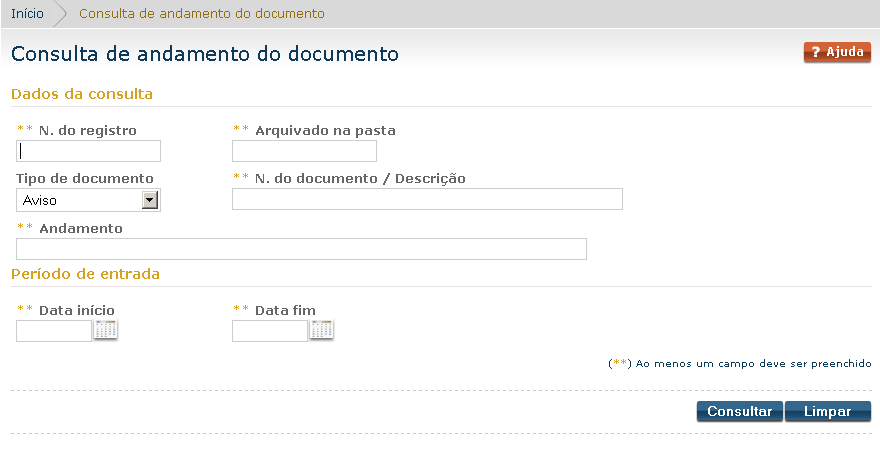 Início Consulta de andamento do documento
Consulta de andamento do documento
? Ajuda
Dados da consulta
** N. do registro ** Arquivado na pasta
Tipo de documento ** N. do documento / Descrição
Aviso
** Andamento
Período de entrada
** Data início ** Data fim
(**) Ao menos um campo deve ser preenchido
Consultar Limpar